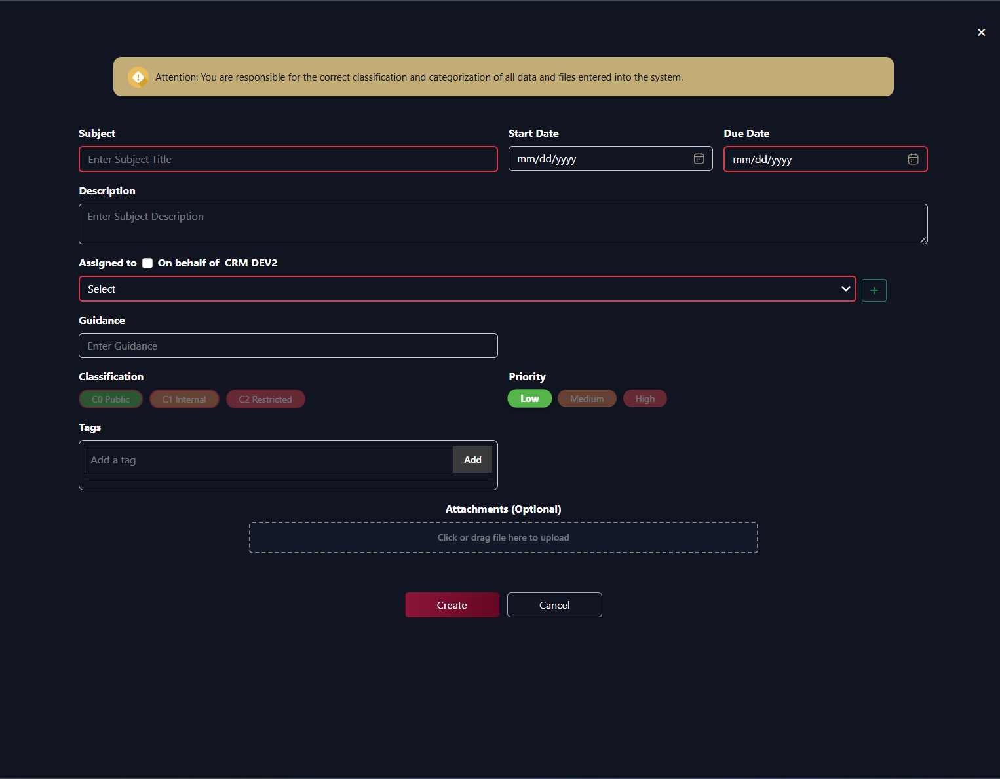 Attention: You are responsible for the correct classification and categorization of all data and files entered into the system.
Subject
Start Date
Due Date
Enter Subject Title
mm/dd/yyyy
mm/dd/yyyy
Description
Enter Subject Description
Assigned to On behalf of CRM DEV2
Select
Guidance
Enter Guidance
Classification
Priority
C0 Public
C1 Internal
C2 Restricted
Low
Medium
High
Tags
Add a tag
Add
Attachments (Optional)
Click or drag file here to upload
Create
Cancel